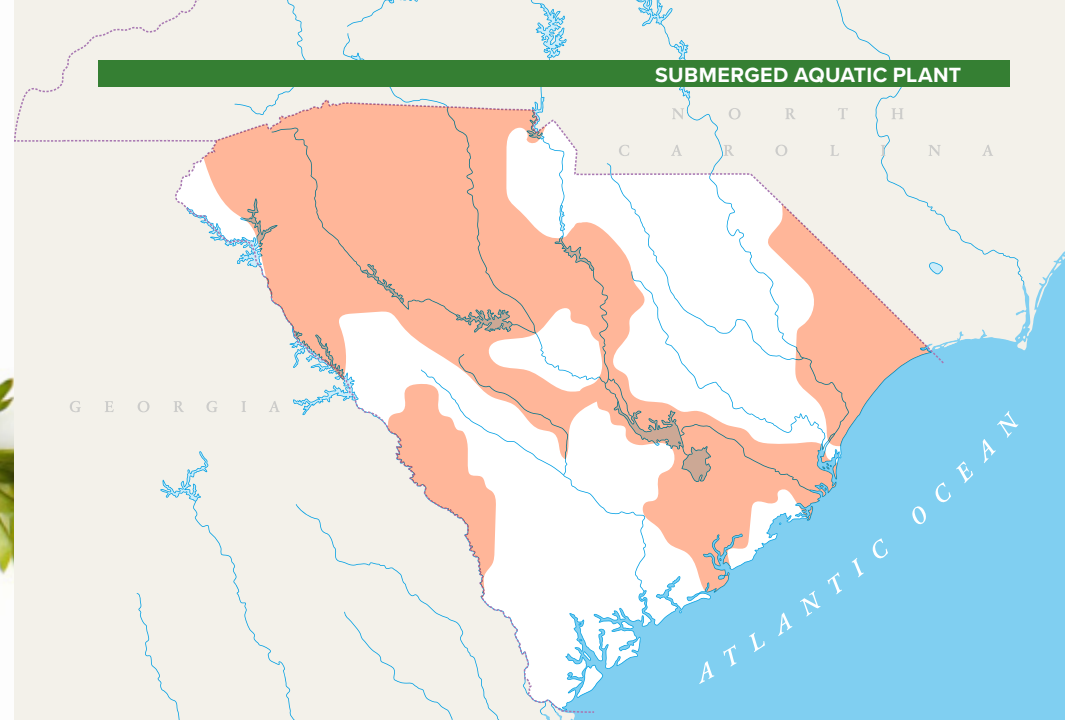 SUBMERGED AQUATIC PLANT
NORTH
CAROLINA
GEORGIA
ATLANTIC OCEAN